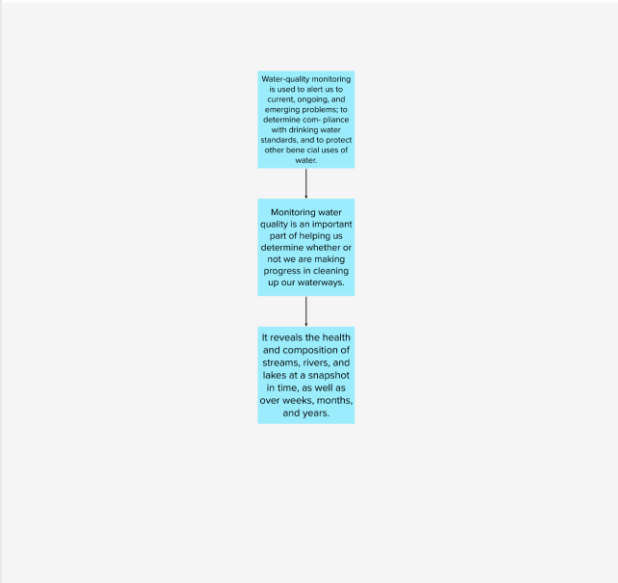 Water-quality monitoring
is used to alert us to
current, ongoing, and
emerging problems; to
determine com- pliance
with drinking water
standards, and to protect
other bene cial uses of
water.
Monitoring water
quality is an important
part of helping us
determine whether or
not we are making
progress in cleaning
up our waterways.
It reveals the health
and composition of
streams, rivers, and
lakes at a snapshot
in time, as well as
over weeks, months,
and years.